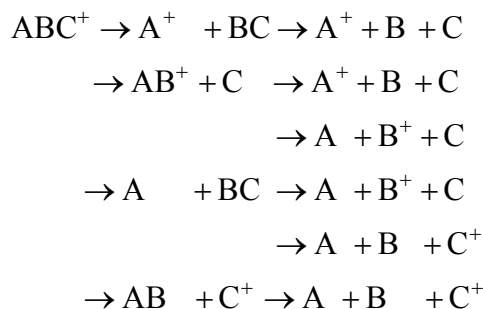 ABC⁺ → A⁺ + BC → A⁺ + B + C
→ AB⁺ + C → A⁺ + B + C
→ A + B⁺ + C
→ A + BC → A + B⁺ + C
→ A + B + C⁺
→ AB + C⁺ → A + B + C⁺